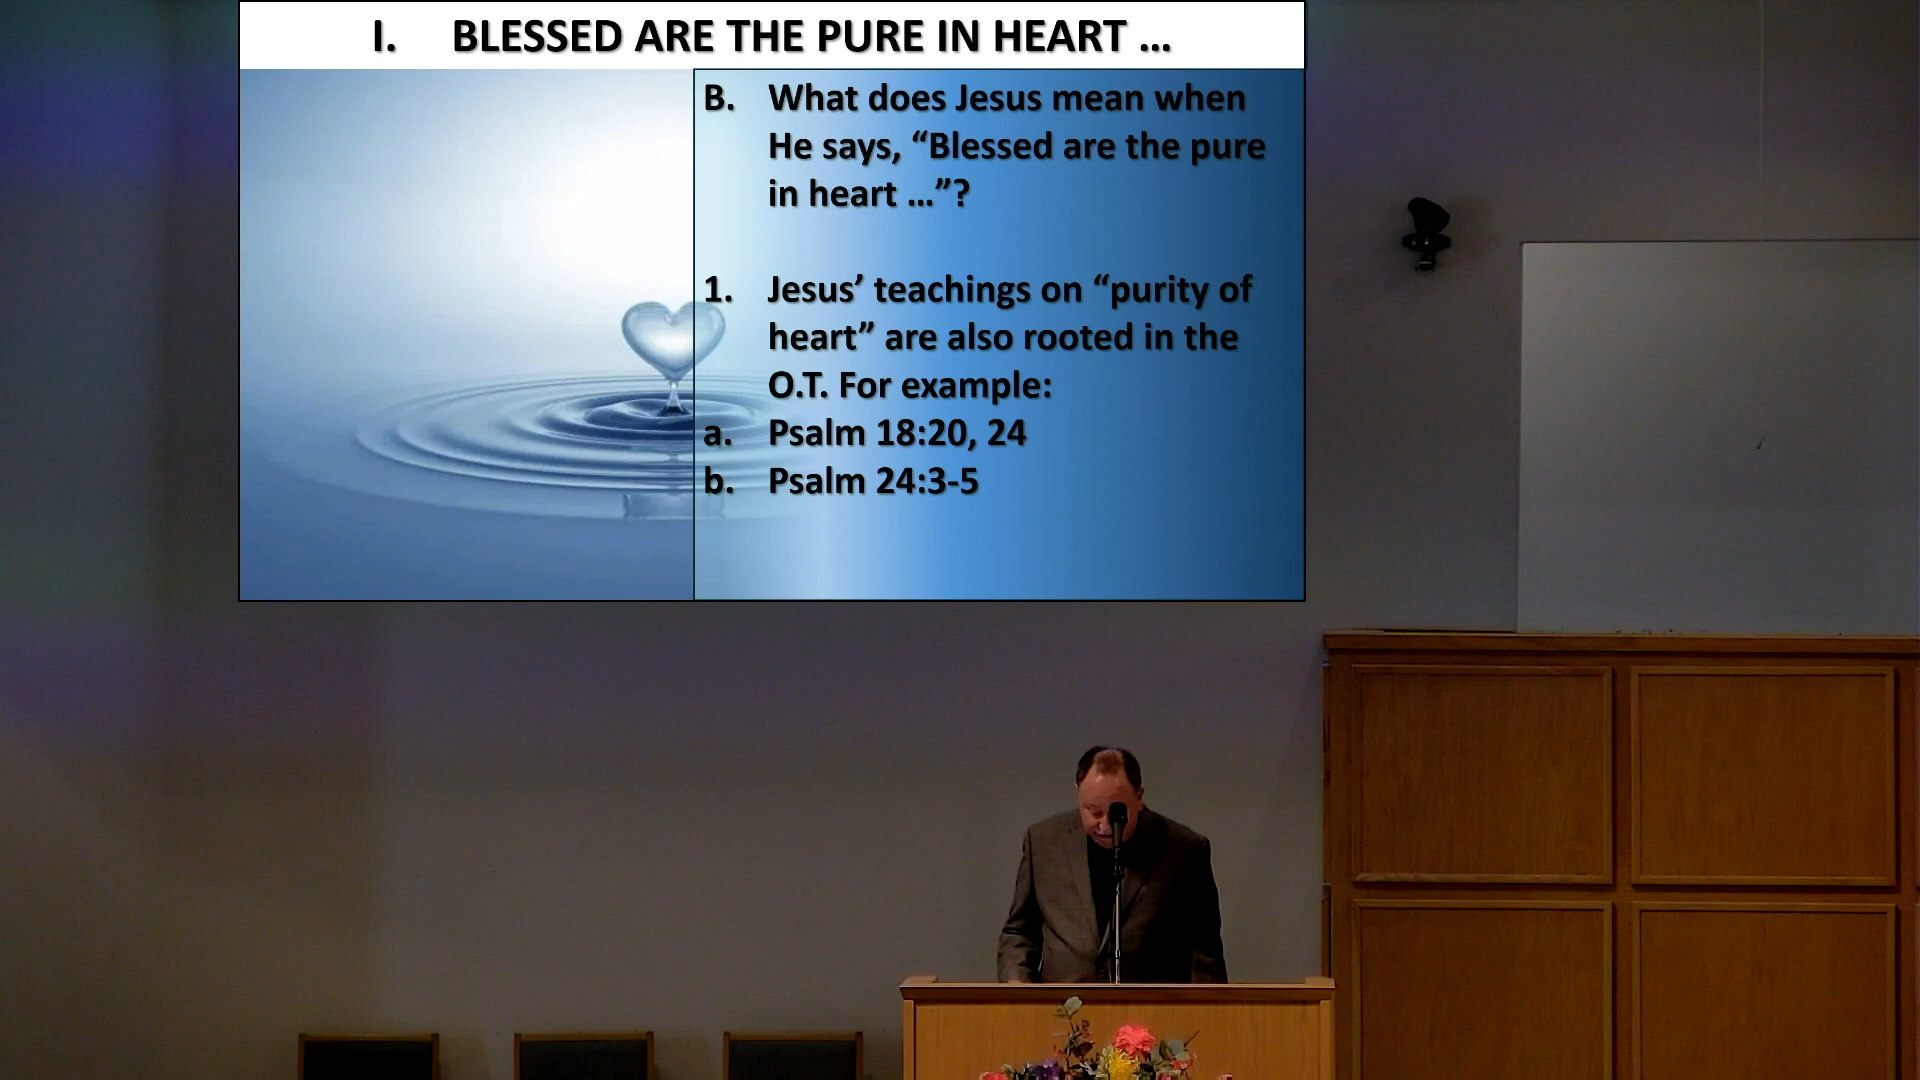 I. BLESSED ARE THE PURE IN HEART ...
B. What does Jesus mean when
He says, “Blessed are the pure
in heart ...”?
1. Jesus’ teachings on “purity of
heart” are also rooted in the
O.T. For example:
a. Psalm 18:20, 24
b. Psalm 24:3-5